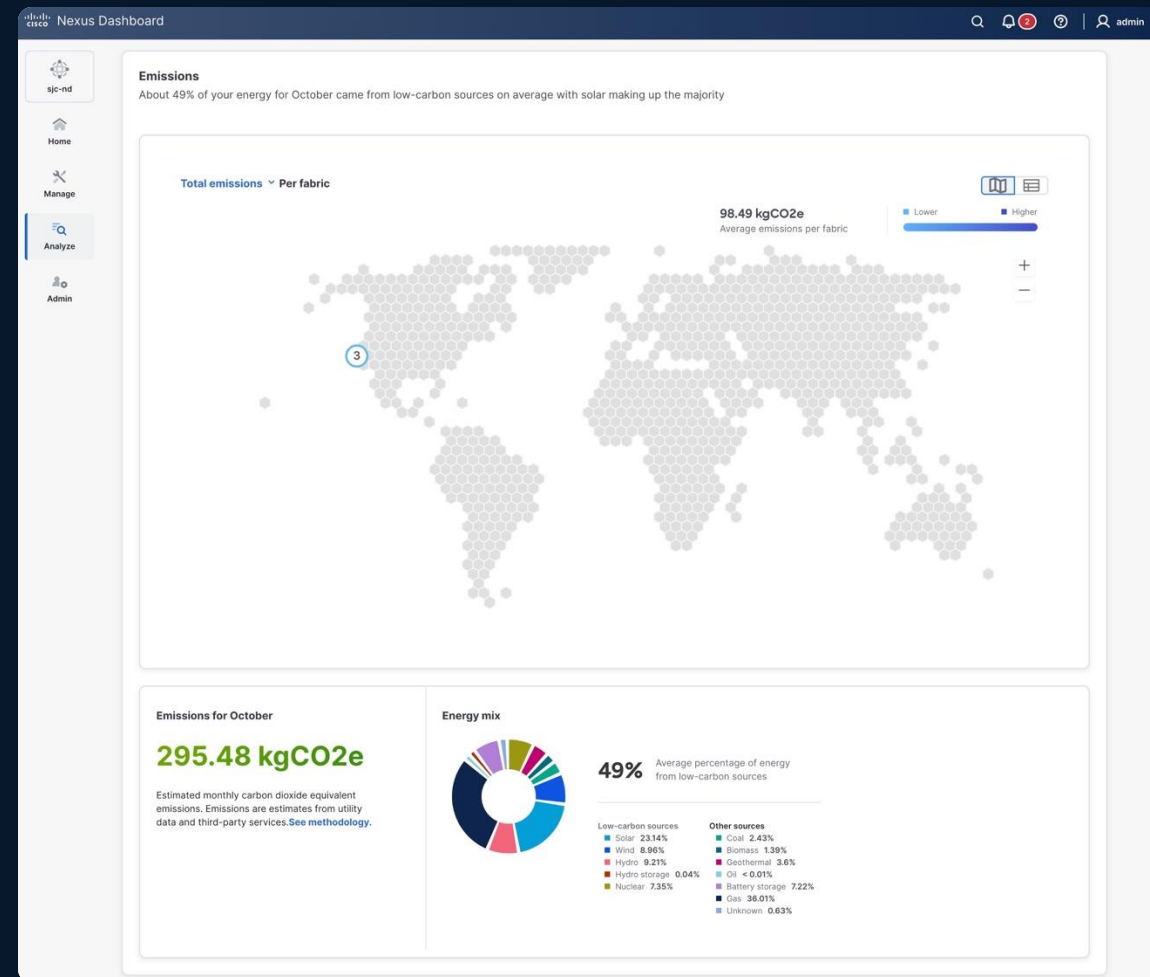 cisco Nexus Dashboard
2
admin
sjc-nd
Home
Manage
Analyze
Admin
Emissions
About 49% of your energy for October came from low-carbon sources on average with solar making up the majority
Total emissions Per fabric
98.49 kgCO2e
Average emissions per fabric
Lower Higher
+
−
3
Emissions for October
295.48 kgCO2e
Estimated monthly carbon dioxide equivalent
emissions. Emissions are estimates from utility
data and third-party services.See methodology.
Energy mix
49%
Average percentage of energy
from low-carbon sources
Low-carbon sources
Solar 23.14%
Wind 8.96%
Hydro 9.21%
Hydro storage 0.04%
Nuclear 7.35%
Other sources
Coal 2.43%
Biomass 1.39%
Geothermal 3.6%
Oil < 0.01%
Battery storage 7.22%
Gas 36.01%
Unknown 0.63%